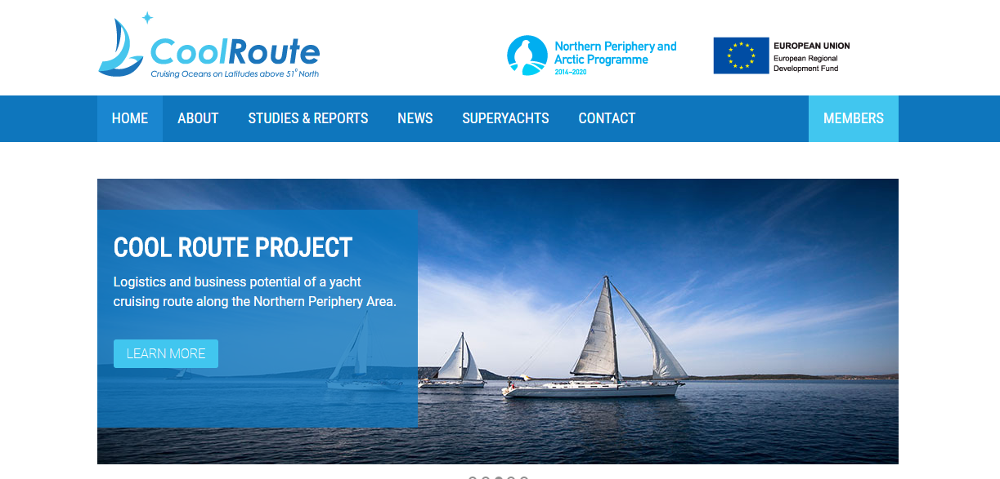 CoolRoute
Cruising Oceans on Latitudes above 51° North
Northern Periphery and
Arctic Programme
2014–2020
EUROPEAN UNION
European Regional
Development Fund
HOME
ABOUT
STUDIES & REPORTS
NEWS
SUPERYACHTS
CONTACT
MEMBERS
COOL ROUTE PROJECT
Logistics and business potential of a yacht
cruising route along the Northern Periphery Area.
LEARN MORE